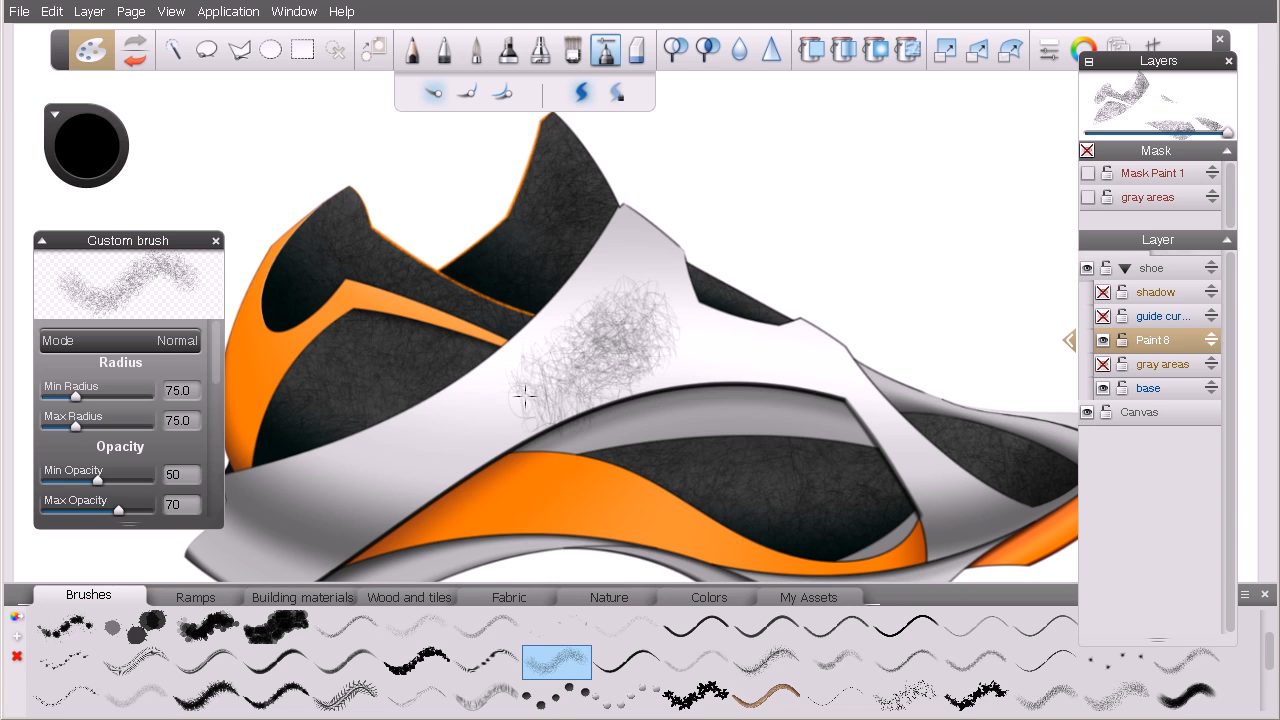 File Edit Layer Page View Application Window Help
Layers
Mask
Mask Paint 1
gray areas
Layer
shoe
shadow
guide cur...
Paint 8
gray areas
base
Canvas
Custom brush
Mode Normal
Radius
Min Radius 75.0
Max Radius 75.0
Opacity
Min Opacity 50
Max Opacity 70
Brushes Ramps Building materials Wood and tiles Fabric Nature Colors My Assets